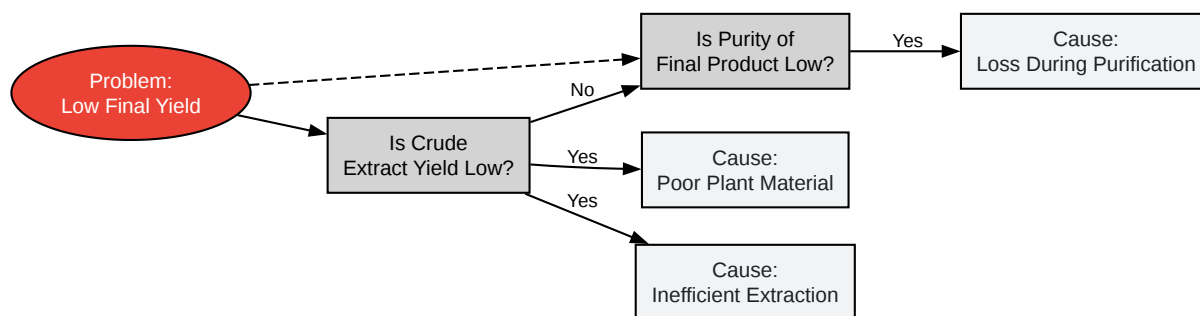 Problem:
Low Final Yield
Is Crude
Extract Yield Low?
No
Yes
Yes
Is Purity of
Final Product Low?
Yes
Cause:
Loss During Purification
Cause:
Poor Plant Material
Cause:
Inefficient Extraction